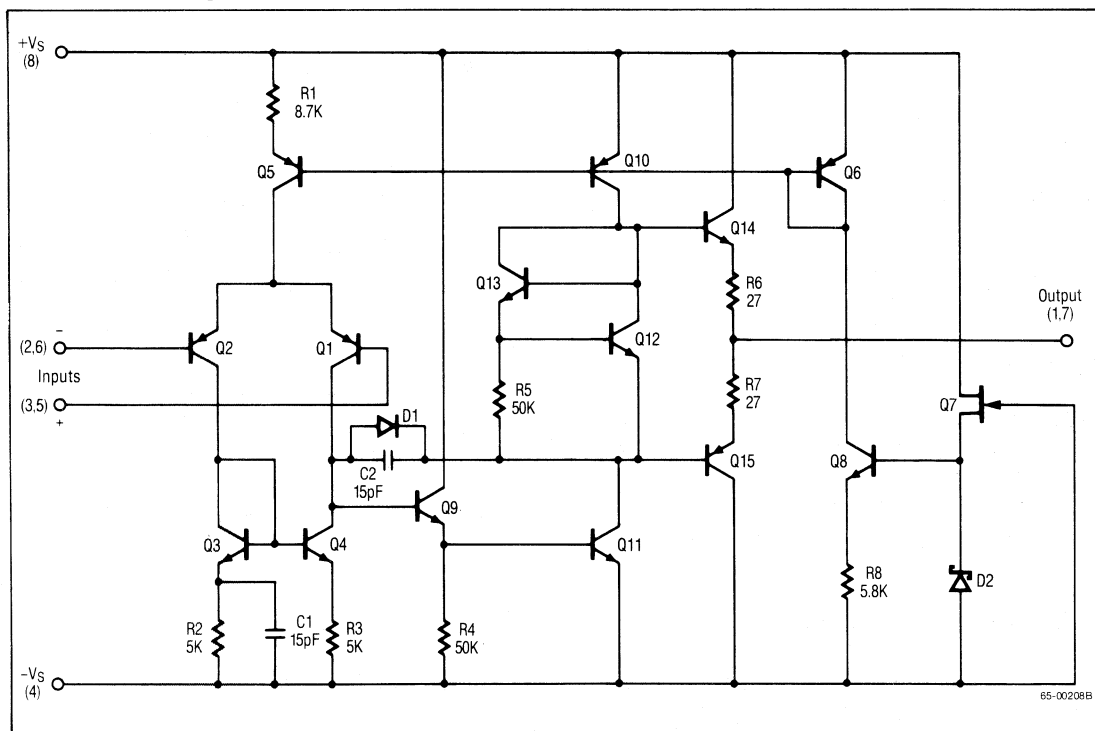 +VS
(8)
R1
8.7K
Q5
Q10
Q6
Q14
Q13
R6
27
Output
(1,7)
−
(2,6)
Q2
Q1
Q12
Inputs
(3,5)
+
R5
50K
R7
27
Q7
D1
C2
15pF
Q15
Q8
Q9
Q3
Q4
Q11
R2
5K
C1
15pF
R3
5K
R4
50K
R8
5.8K
D2
−VS
(4)
65-00208B